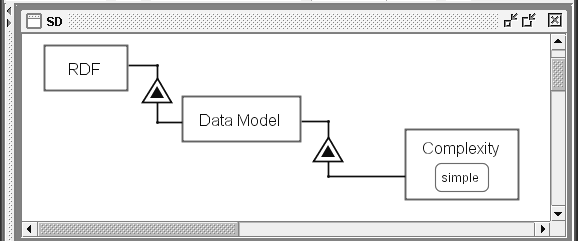 SD
RDF
Data Model
Complexity
simple